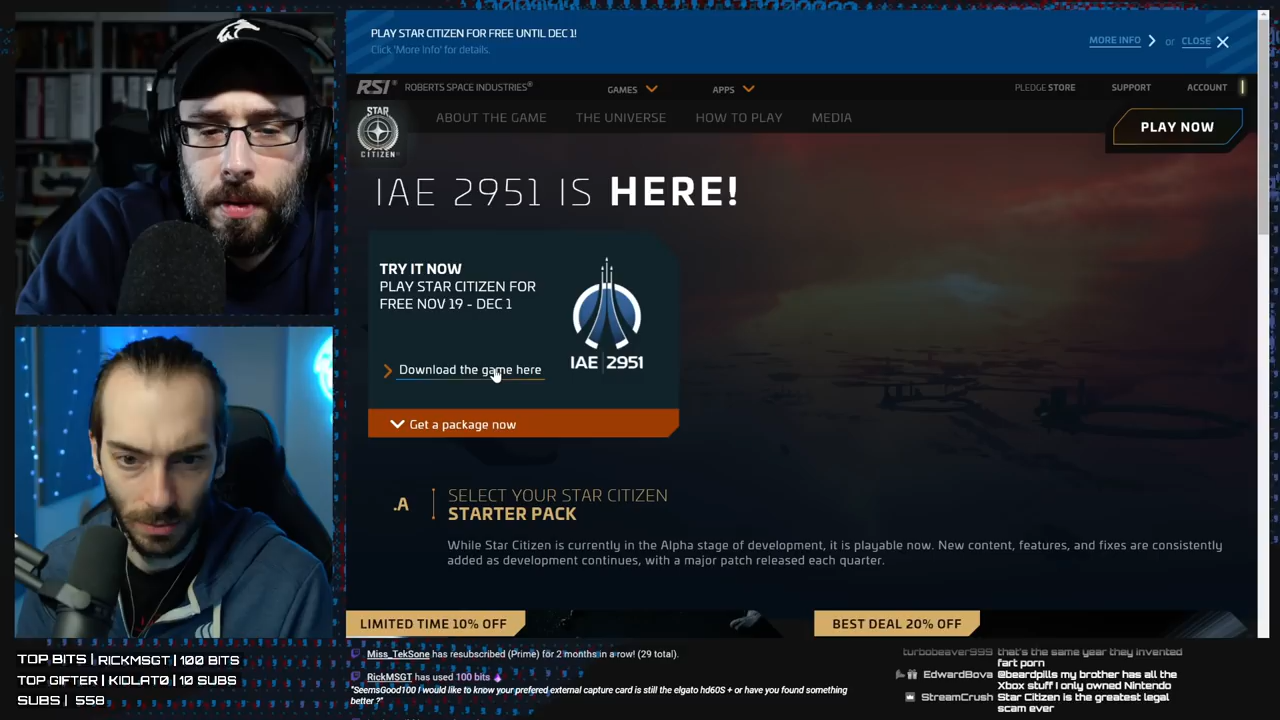 PLAY STAR CITIZEN FOR FREE UNTIL DEC 1!
Click 'More Info' for details.
MORE INFO or CLOSE
RSI® ROBERTS SPACE INDUSTRIES®
GAMES
APPS
PLEDGE STORE
SUPPORT
ACCOUNT
STAR
CITIZEN
ABOUT THE GAME
THE UNIVERSE
HOW TO PLAY
MEDIA
PLAY NOW
IAE 2951 IS HERE!
TRY IT NOW
PLAY STAR CITIZEN FOR
FREE NOV 19 - DEC 1
IAE 2951
Download the game here
Get a package now
.A
SELECT YOUR STAR CITIZEN
STARTER PACK
While Star Citizen is currently in the Alpha stage of development, it is playable now. New content, features, and fixes are consistently
added as development continues, with a major patch released each quarter.
LIMITED TIME 10% OFF
BEST DEAL 20% OFF
TOP BITS | RICKMSGT | 100 BITS
TOP GIFTER | KIDLAT0 | 10 SUBS
SUBS | 558
Miss_TekSone has resubscribed (Prime) for 2 months in a row! (29 total).
RickMSGT has used 100 bits
"SeemsGood100 I would like to know your prefered external capture card is still the elgato hd60S + or have you found something
better ?"
turbobeaver999 that's the same year they invented
fart porn
EdwardBova @beardpills my brother has all the
Xbox stuff I only owned Nintendo
StreamCrush Star Citizen is the greatest legal
scam ever